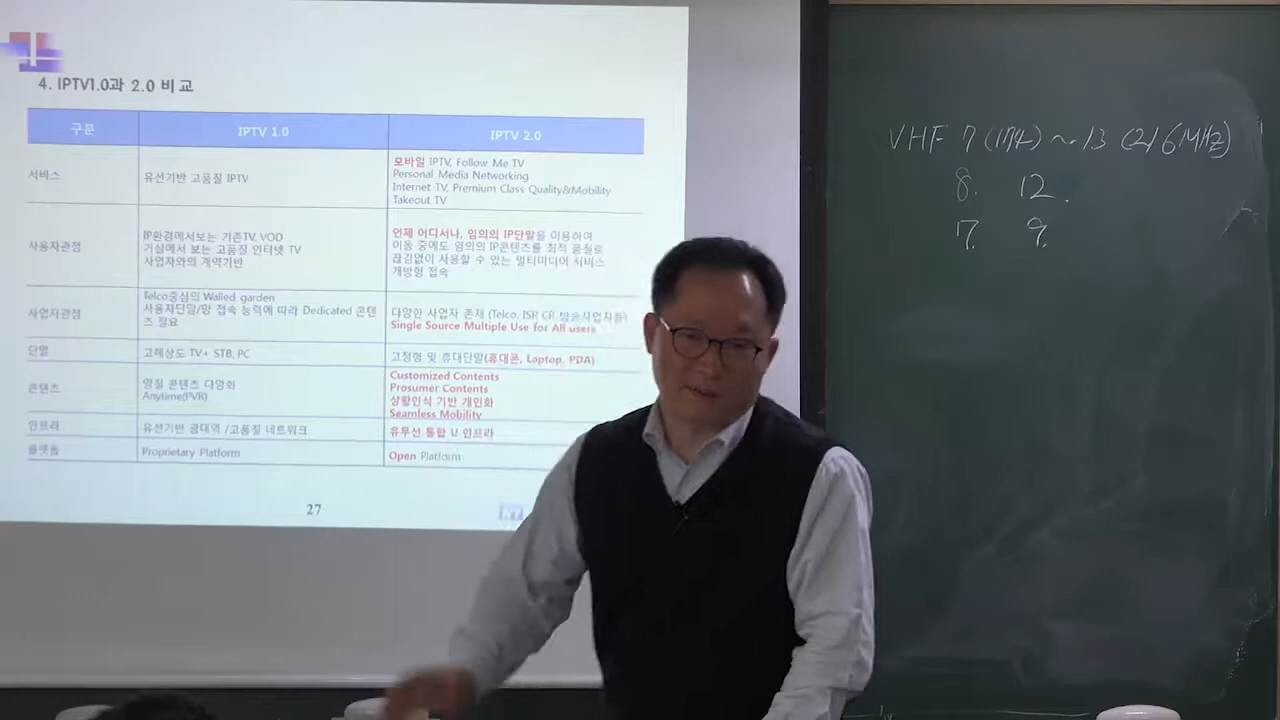 4. IPTV1.0과 2.0 비교
구분 IPTV 1.0 IPTV 2.0
서비스 유선기반 고품질 IPTV
모바일 IPTV, Follow Me TV
Personal Media Networking
Internet TV, Premium Class Quality&Mobility
Takeout TV
사용자관점
IP환경에서보는 기존TV, VOD
거실에서 보는 고품질 인터넷 TV
사업자와의 계약기반
언제 어디서나, 임의의 IP단말을 이용하여
이동 중에도 임의의 IP콘텐츠를 최적 품질로
끊김없이 사용할 수 있는 멀티미디어 서비스
개방형 접속
사업자관점
Telco중심의 Walled garden
사용자단말/망 접속 능력에 따라 Dedicated 콘텐
츠 필요
다양한 사업자 존재 (Telco, ISP, CP, 방송사업자등)
Single Source Multiple Use for All users
단말 고해상도 TV+ STB, PC 고정형 및 휴대단말(휴대폰, Laptop, PDA)
콘텐츠
양질 콘텐츠 다양화
Anytime(PVR)
Customized Contents
Prosumer Contents
상황인식 기반 개인화
Seamless Mobility
인프라 유선기반 광대역 /고품질 네트워크 유무선 통합 U 인프라
플랫폼 Proprietary Platform Open Platform
27
VHF 7 (174) ~ 13 (216MHz)
8. 12.
7. 9.